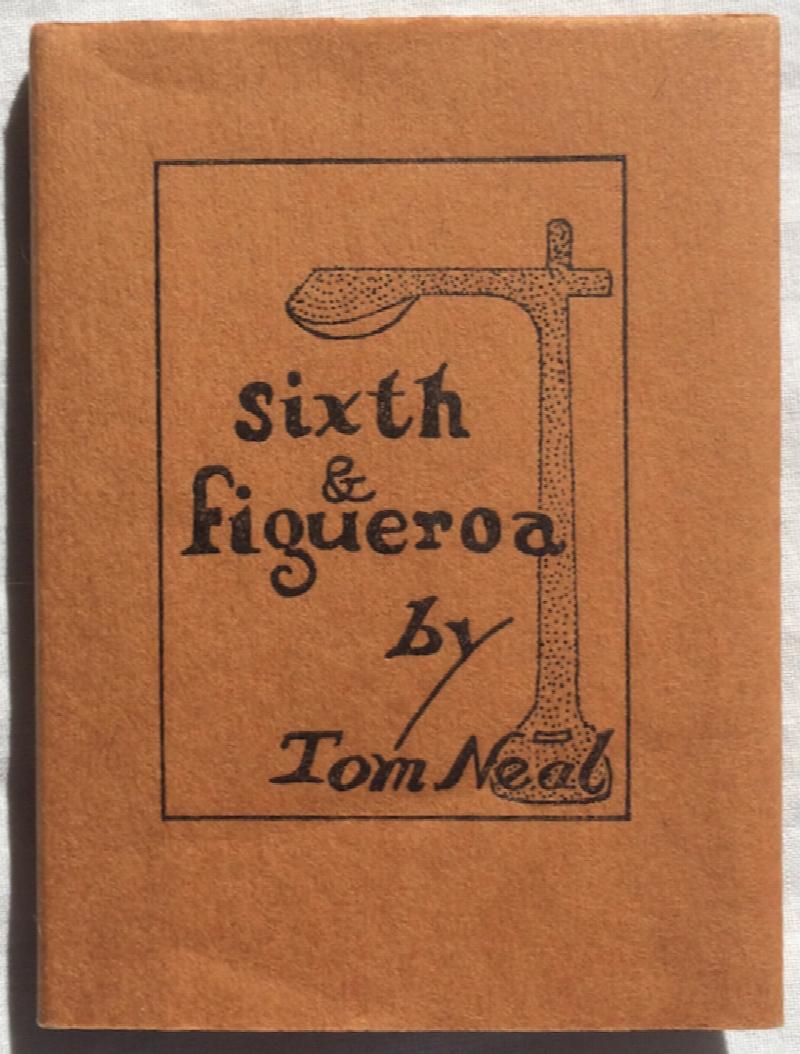 sixth
&
figueroa
by
Tom Neal